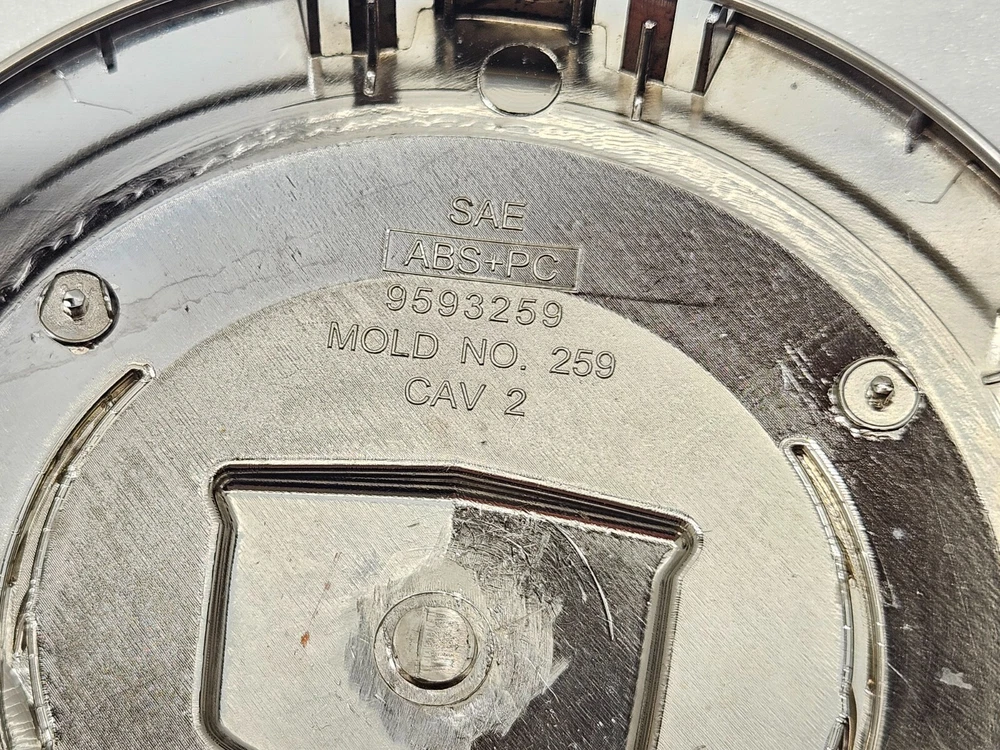 SAE
ABS+PC
9593259
MOLD NO. 259
CAV 2